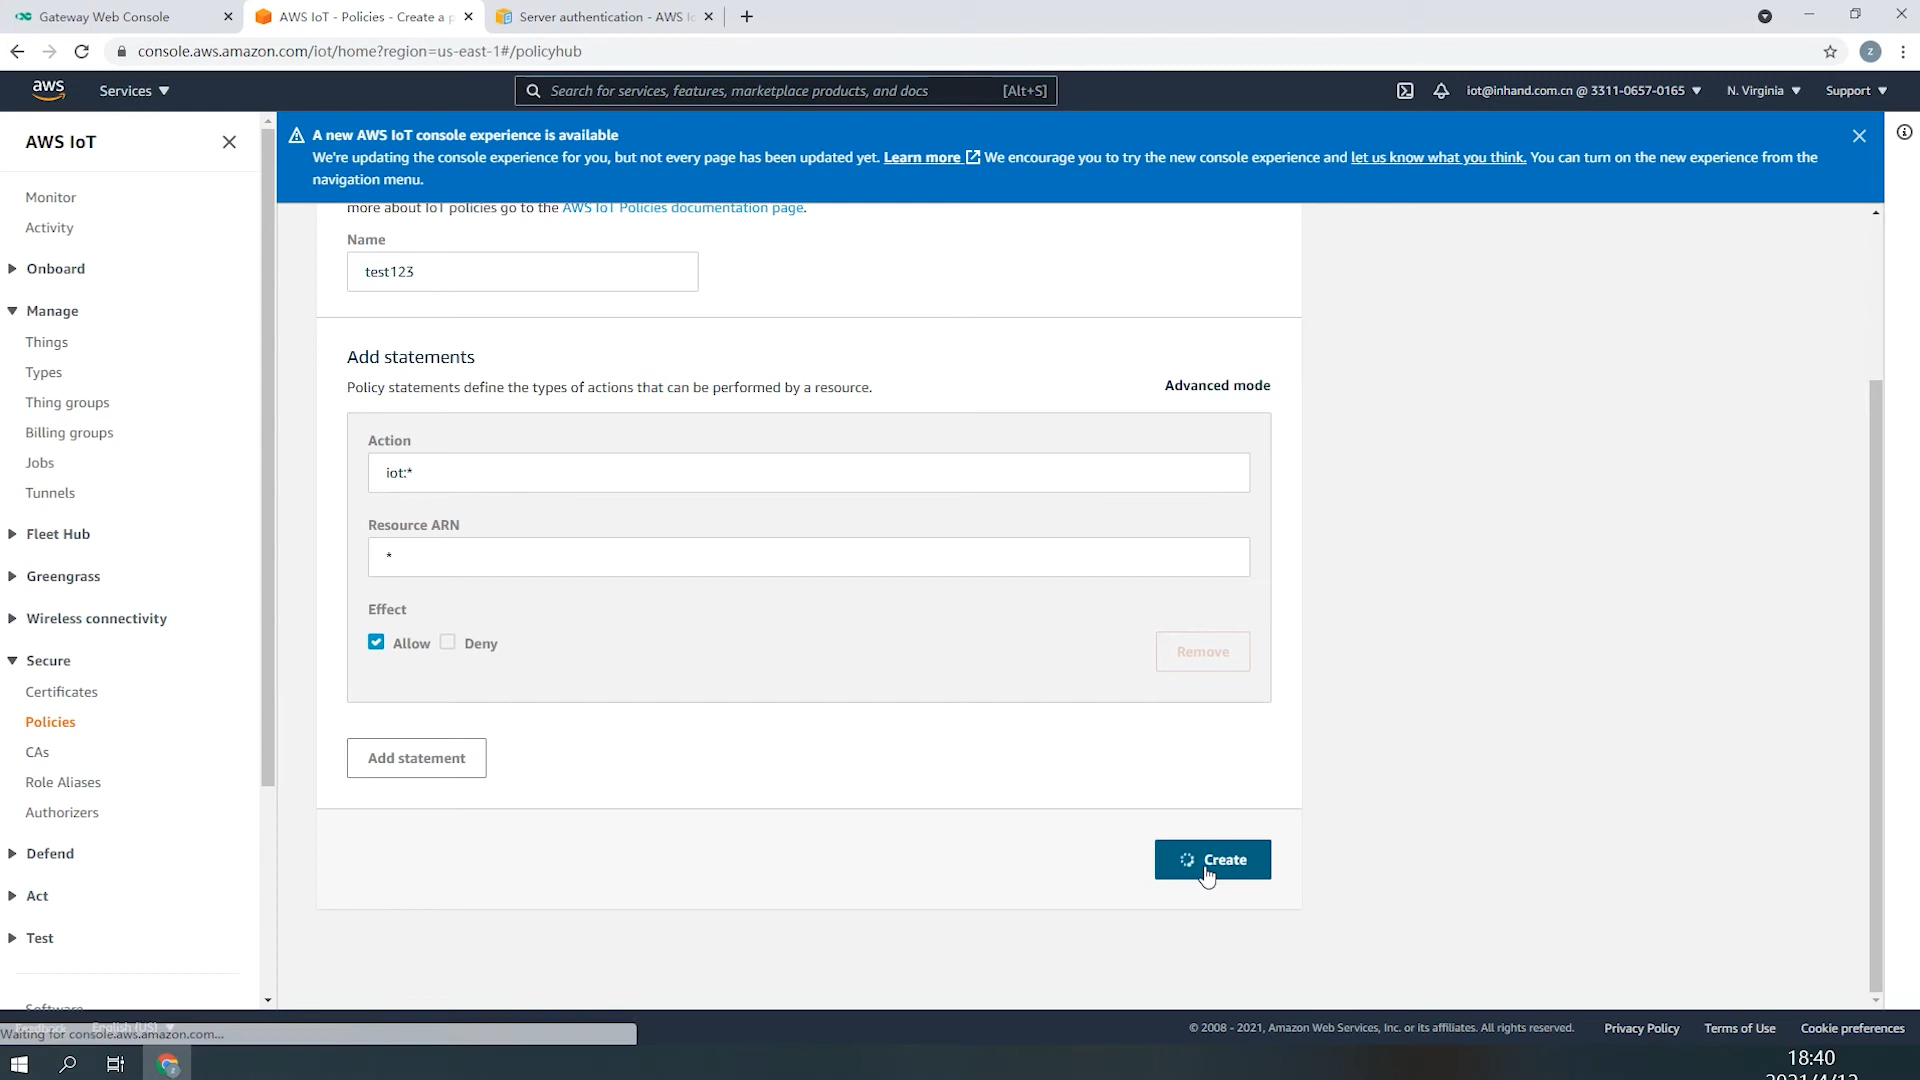 Gateway Web Console
AWS IoT - Policies - Create a p
Server authentication - AWS Io
console.aws.amazon.com/iot/home?region=us-east-1#/policyhub
z
aws
Services
Search for services, features, marketplace products, and docs
[Alt+S]
iot@inhand.com.cn @ 3311-0657-0165
N. Virginia
Support
AWS IoT
A new AWS IoT console experience is available
We're updating the console experience for you, but not every page has been updated yet. Learn more We encourage you to try the new console experience and let us know what you think. You can turn on the new experience from the
navigation menu.
more about IoT policies go to the AWS IoT Policies documentation page.
Monitor
Activity
Onboard
Manage
Things
Types
Thing groups
Billing groups
Jobs
Tunnels
Fleet Hub
Greengrass
Wireless connectivity
Secure
Certificates
Policies
CAs
Role Aliases
Authorizers
Defend
Act
Test
Software
Name
test123
Add statements
Policy statements define the types of actions that can be performed by a resource.
Advanced mode
Action
iot:*
Resource ARN
*
Effect
Allow
Deny
Remove
Add statement
Create
Feedback
English (US)
Waiting for console.aws.amazon.com...
© 2008 - 2021, Amazon Web Services, Inc. or its affiliates. All rights reserved.
Privacy Policy
Terms of Use
Cookie preferences
18:40
2021/4/12